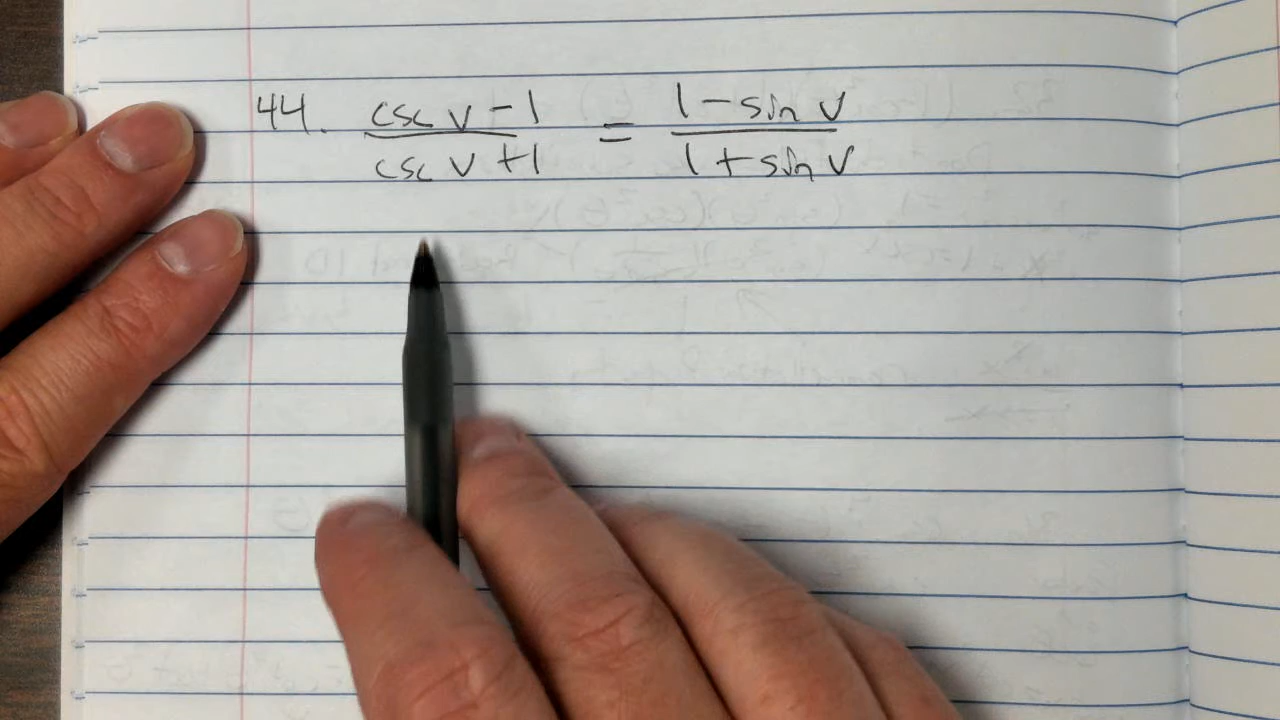 44. csc v - 1 / csc v + 1 = 1 - sin v / 1 + sin v